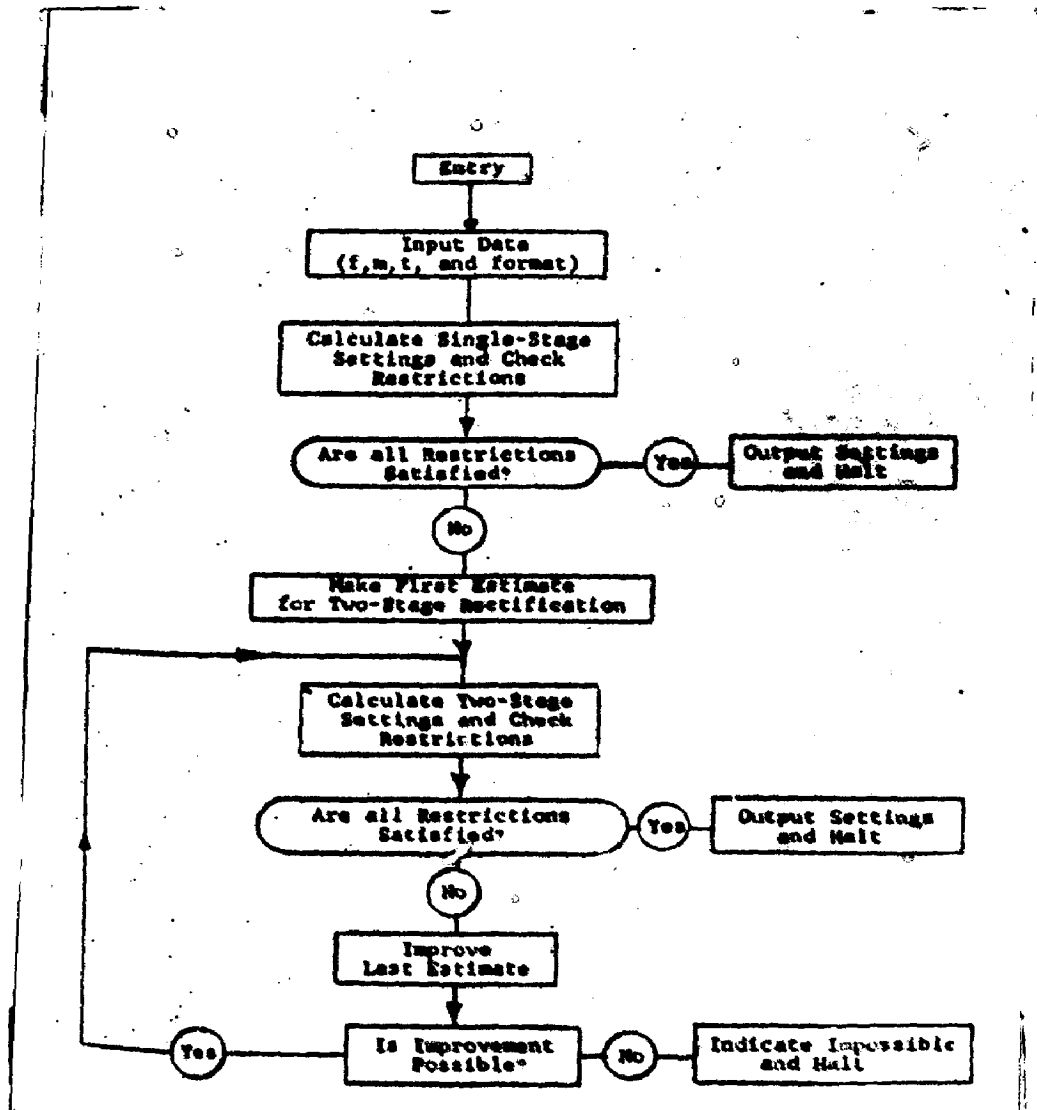 Entry
Input Data
(f,m,t, and format)
Calculate Single-Stage
Settings and Check
Restrictions
Are all Restrictions
Satisfied?
Yes
Output Settings
and Halt
No
Make First Estimate
for Two-Stage Rectification
Calculate Two-Stage
Settings and Check
Restrictions
Are all Restrictions
Satisfied?
Yes
Output Settings
and Halt
No
Improve
Last Estimate
Is Improvement
Possible?
Yes
No
Indicate Impossible
and Halt